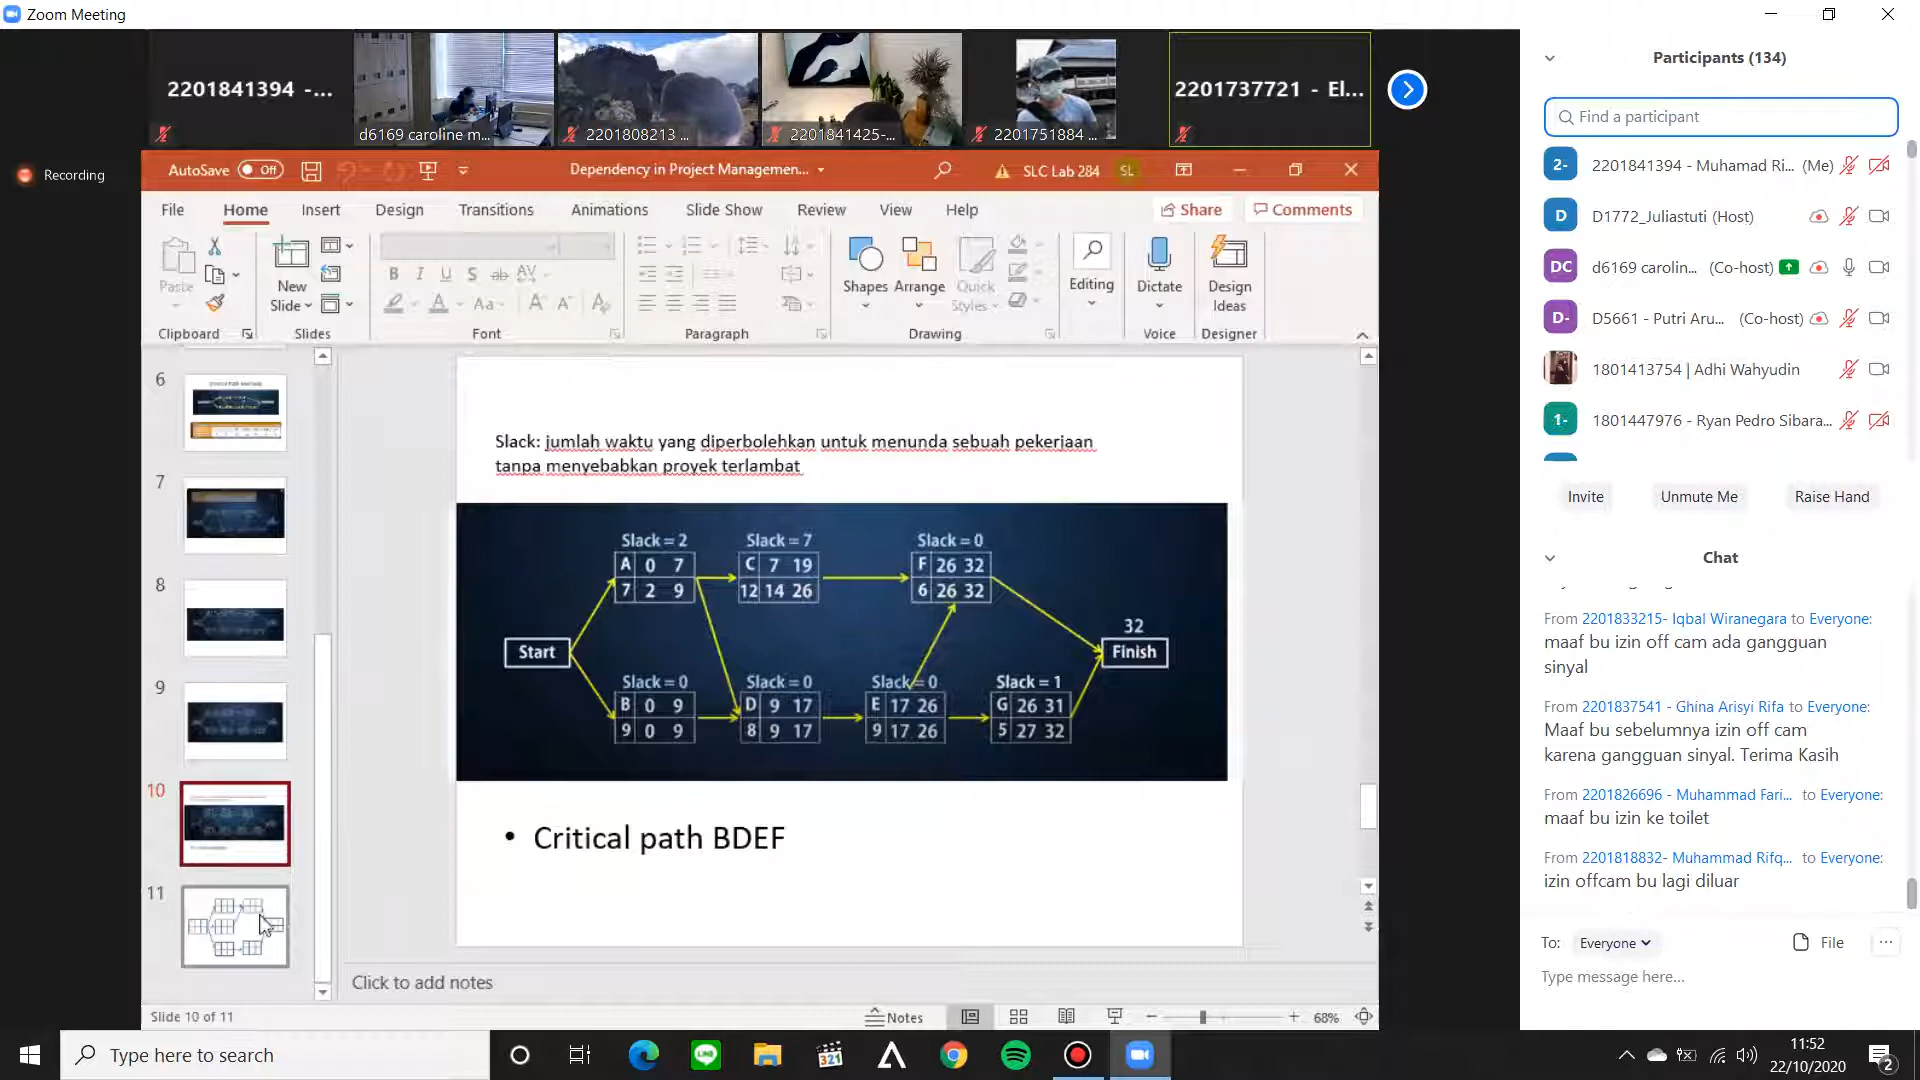 Zoom Meeting
2201841394 -...
d6169 caroline m...
2201808213 ...
2201841425-...
2201751884 ...
2201737721 - El...
Recording
AutoSave Off
Dependency in Project Managemen...
SLC Lab 284
SL
File Home Insert Design Transitions Animations Slide Show Review View Help
Share Comments
Paste
New
Slide
B I U S ab AV
Aa A A
Shapes Arrange Quick
Styles
Editing
Dictate
Design
Ideas
Clipboard Slides Font Paragraph Drawing Voice Designer
6
7
8
9
10
11
Slack: jumlah waktu yang diperbolehkan untuk menunda sebuah pekerjaan
tanpa menyebabkan proyek terlambat
Slack = 2 Slack = 7 Slack = 0
A 0 7 C 7 19 F 26 32
7 2 9 12 14 26 6 26 32
32
Start Finish
Slack = 0 Slack = 0 Slack = 0 Slack = 1
B 0 9 D 9 17 E 17 26 G 26 31
9 0 9 8 9 17 9 17 26 5 27 32
• Critical path BDEF
Click to add notes
Slide 10 of 11
Notes
68%
Participants (134)
Find a participant
2- 2201841394 - Muhamad Ri... (Me)
D D1772_Juliastuti (Host)
DC d6169 carolin... (Co-host)
D- D5661 - Putri Aru... (Co-host)
1801413754 | Adhi Wahyudin
1- 1801447976 - Ryan Pedro Sibara...
Invite Unmute Me Raise Hand
Chat
From 2201833215- Iqbal Wiranegara to Everyone:
maaf bu izin off cam ada gangguan
sinyal
From 2201837541 - Ghina Arisyi Rifa to Everyone:
Maaf bu sebelumnya izin off cam
karena gangguan sinyal. Terima Kasih
From 2201826696 - Muhammad Fari... to Everyone:
maaf bu izin ke toilet
From 2201818832- Muhammad Rifq... to Everyone:
izin offcam bu lagi diluar
To: Everyone File ...
Type message here...
Type here to search
321
11:52
22/10/2020
2